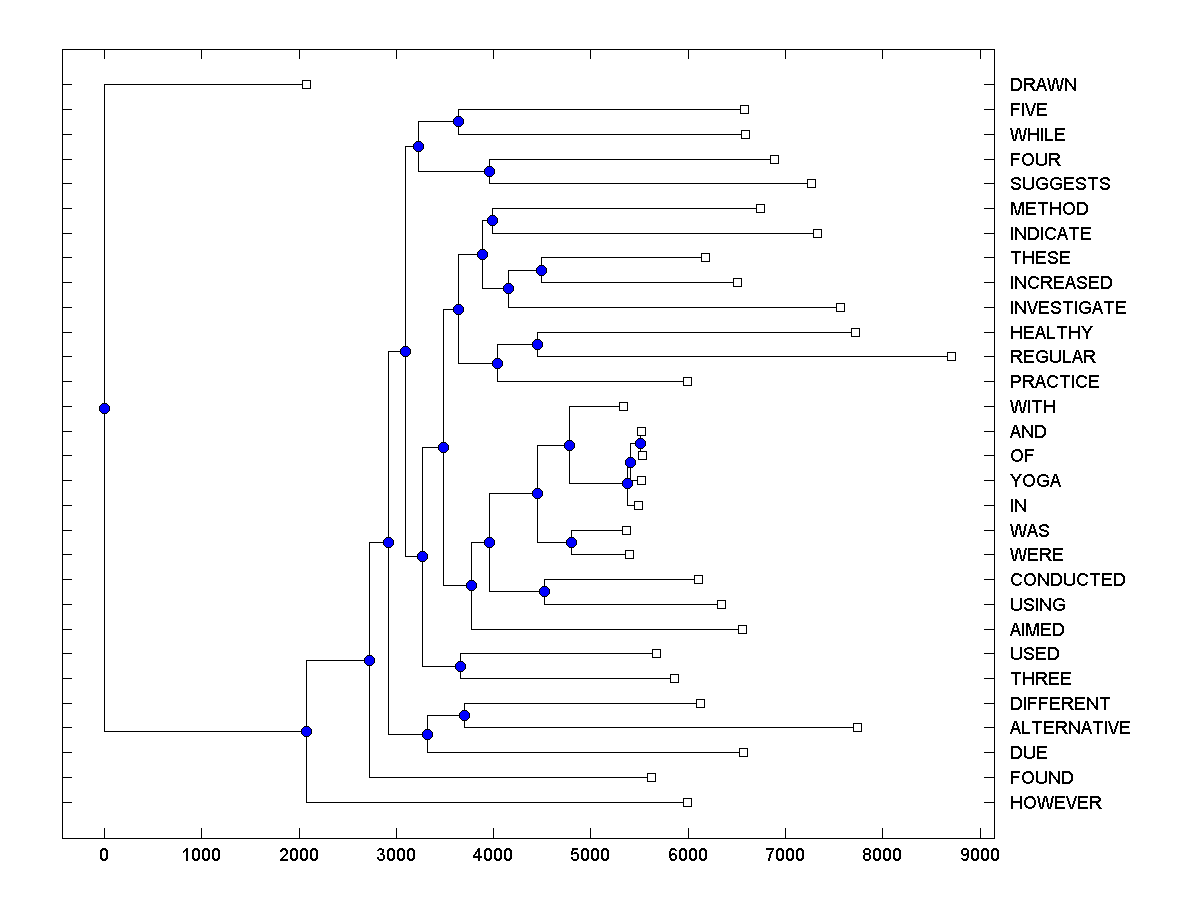 DRAWN
FIVE
WHILE
FOUR
SUGGESTS
METHOD
INDICATE
THESE
INCREASED
INVESTIGATE
HEALTHY
REGULAR
PRACTICE
WITH
AND
OF
YOGA
IN
WAS
WERE
CONDUCTED
USING
AIMED
USED
THREE
DIFFERENT
ALTERNATIVE
DUE
FOUND
HOWEVER
0 1000 2000 3000 4000 5000 6000 7000 8000 9000